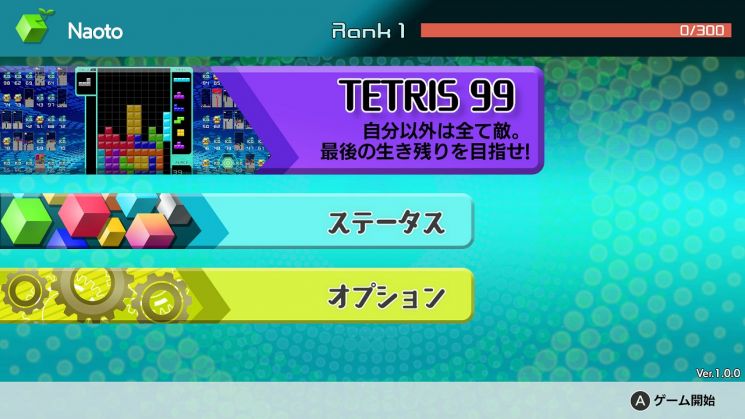 Naoto
Rank 1
0/300
TETRIS 99
自分以外は全て敵。
最後の生き残りを目指せ!
ステータス
オプション
Ver.1.0.0
A ゲーム開始